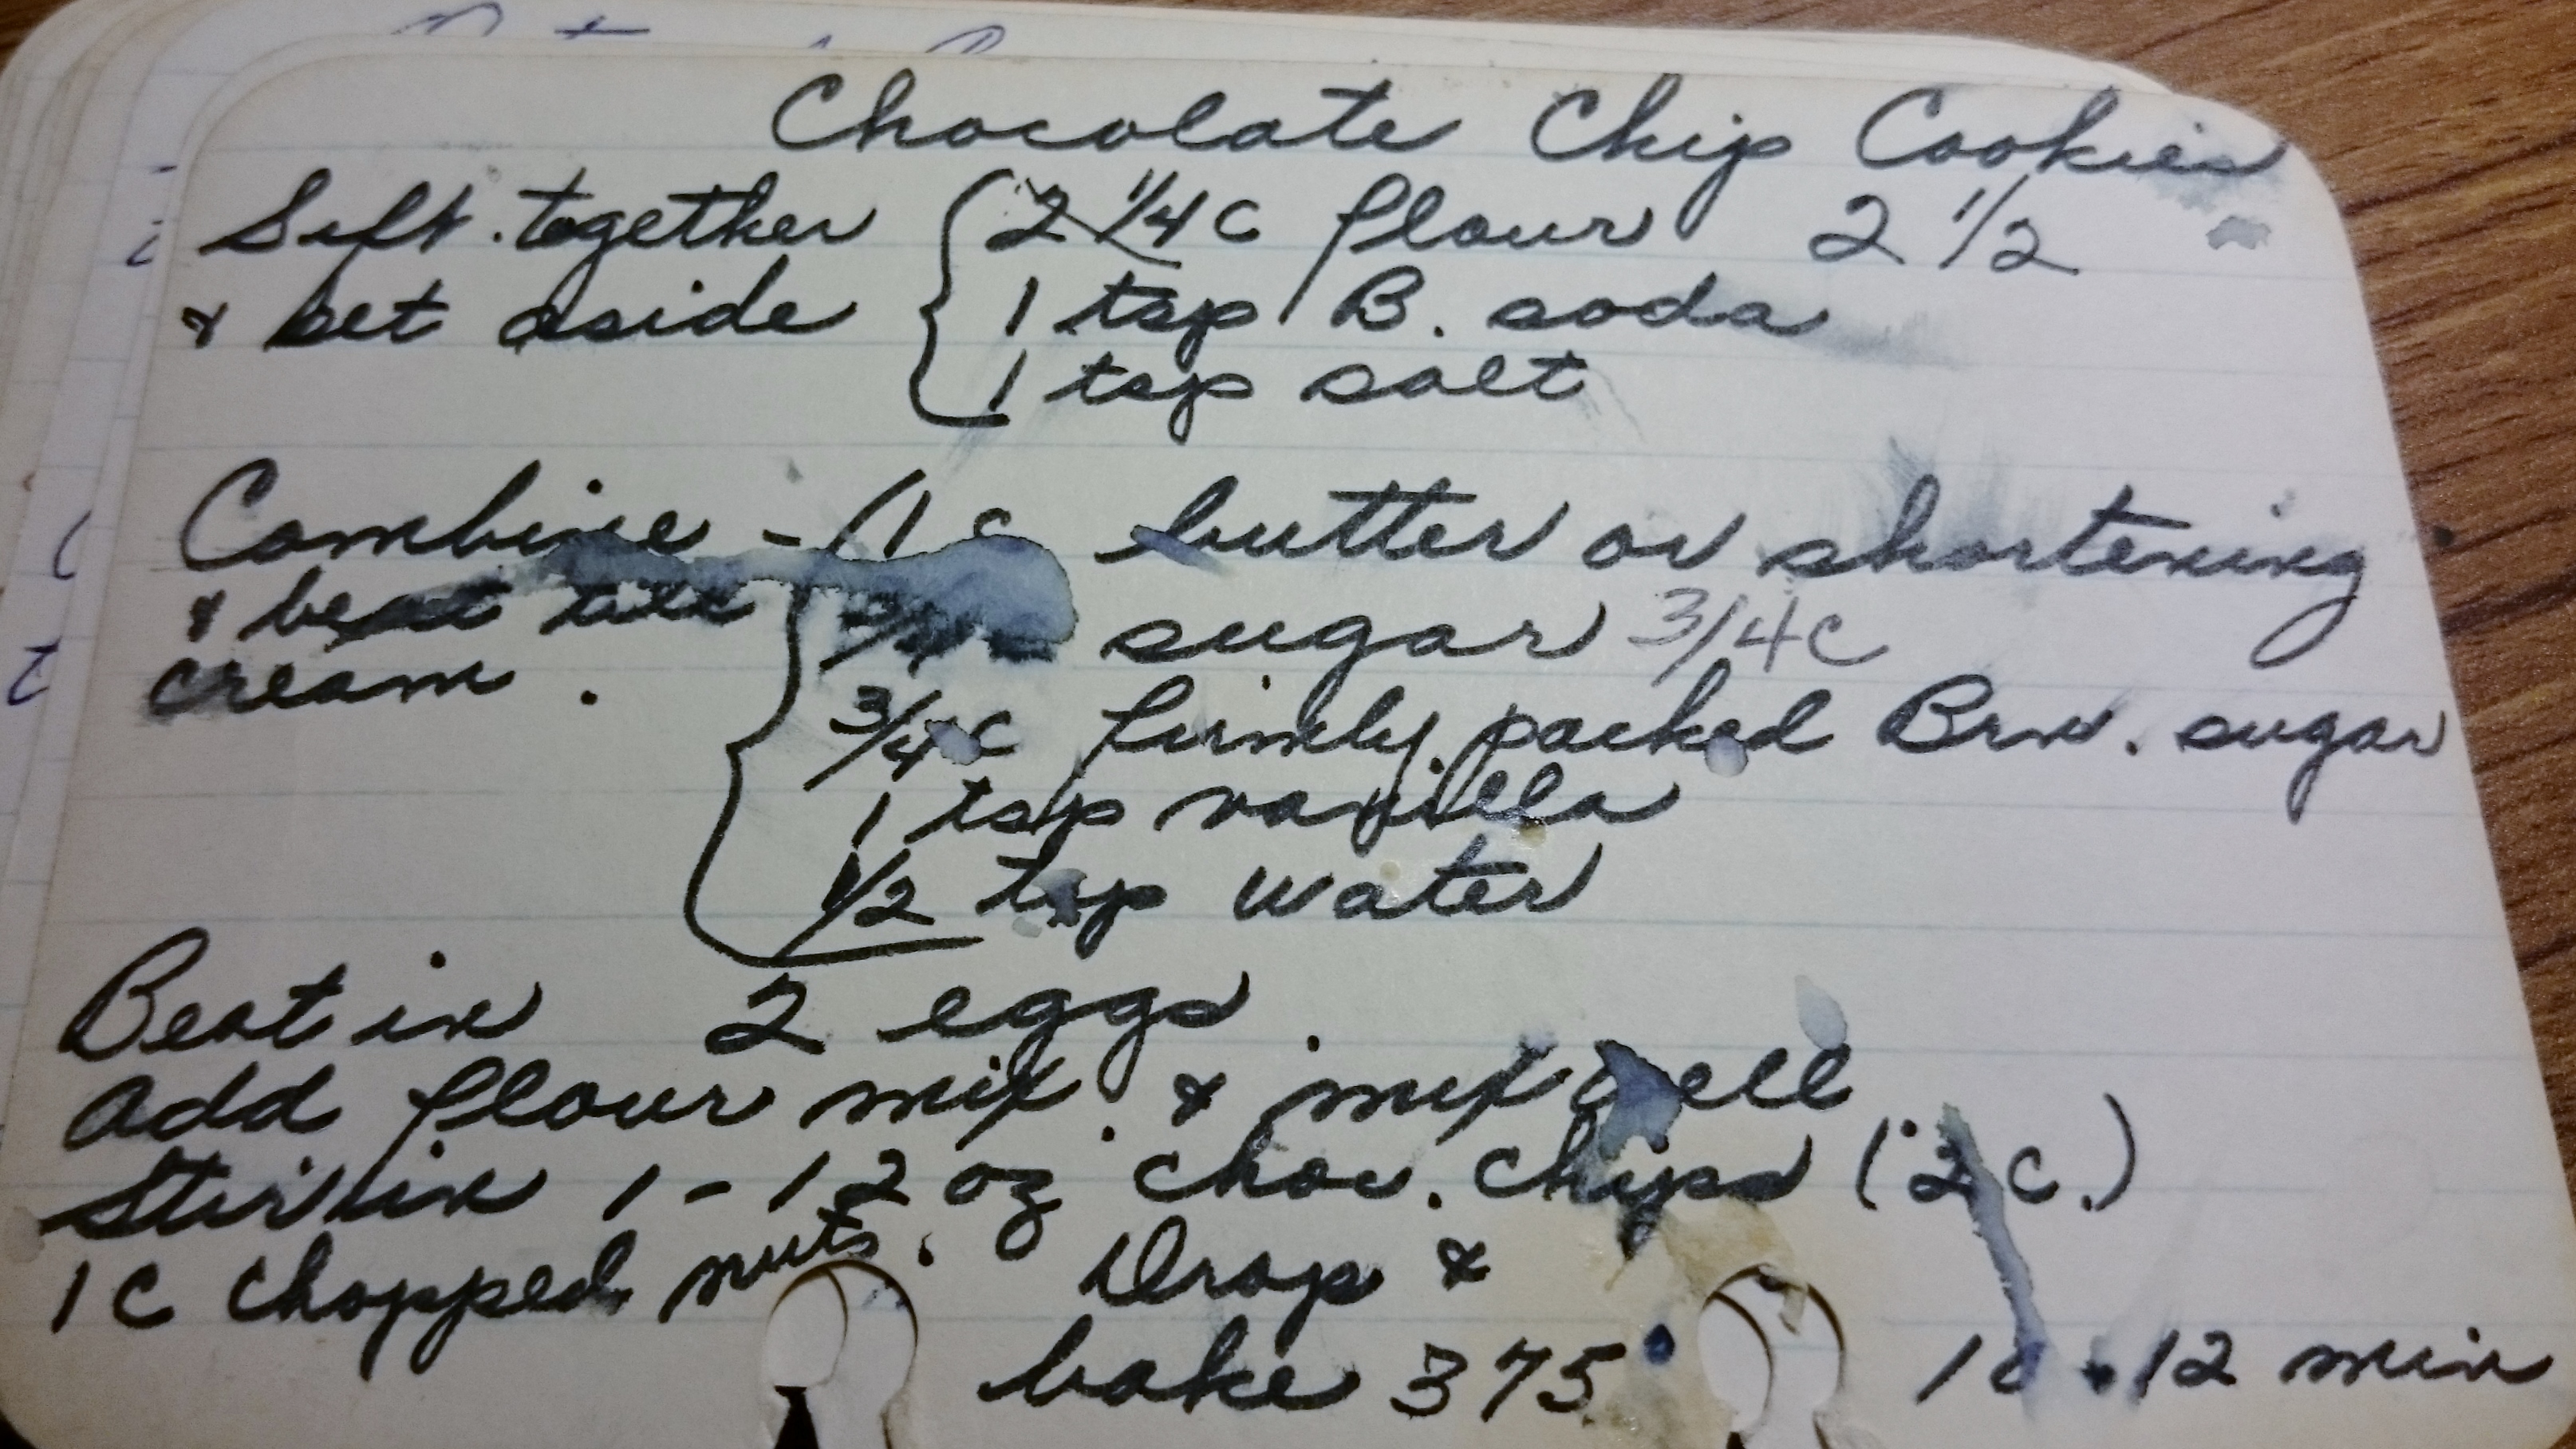 Chocolate Chip Cookies
Sift together 2 1/4 c flour 2 1/2
& set aside 1 tsp B. soda
1 tsp salt
Combine - 1 c butter or shortening
& beat till 3/4 sugar 3/4 c
cream.
3/4 c firmly packed Brn. sugar
1 tsp vanilla
1/2 tsp water
Beat in 2 eggs
add flour mix. & mix well
Stir in 1 - 12 oz choc. chips (2 c.)
1 c chopped nuts. Drop &
bake 375° 10 - 12 min